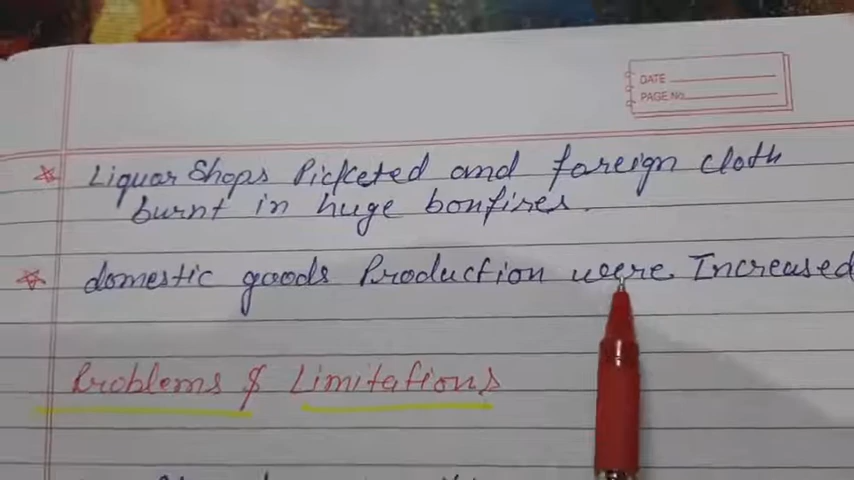 DATE
PAGE No.
Liquar Shops Picketed and foreign cloth
burnt in huge bonfires.
domestic goods Production were Increased
Problems & Limitations